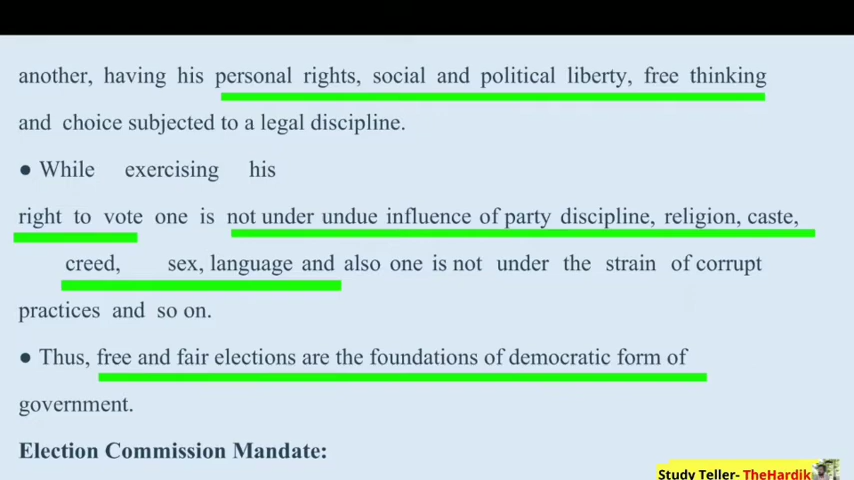 another, having his personal rights, social and political liberty, free thinking
and choice subjected to a legal discipline.
● While exercising his
right to vote one is not under undue influence of party discipline, religion, caste,
creed, sex, language and also one is not under the strain of corrupt
practices and so on.
● Thus, free and fair elections are the foundations of democratic form of
government.
Election Commission Mandate:
Study Teller- TheHardik